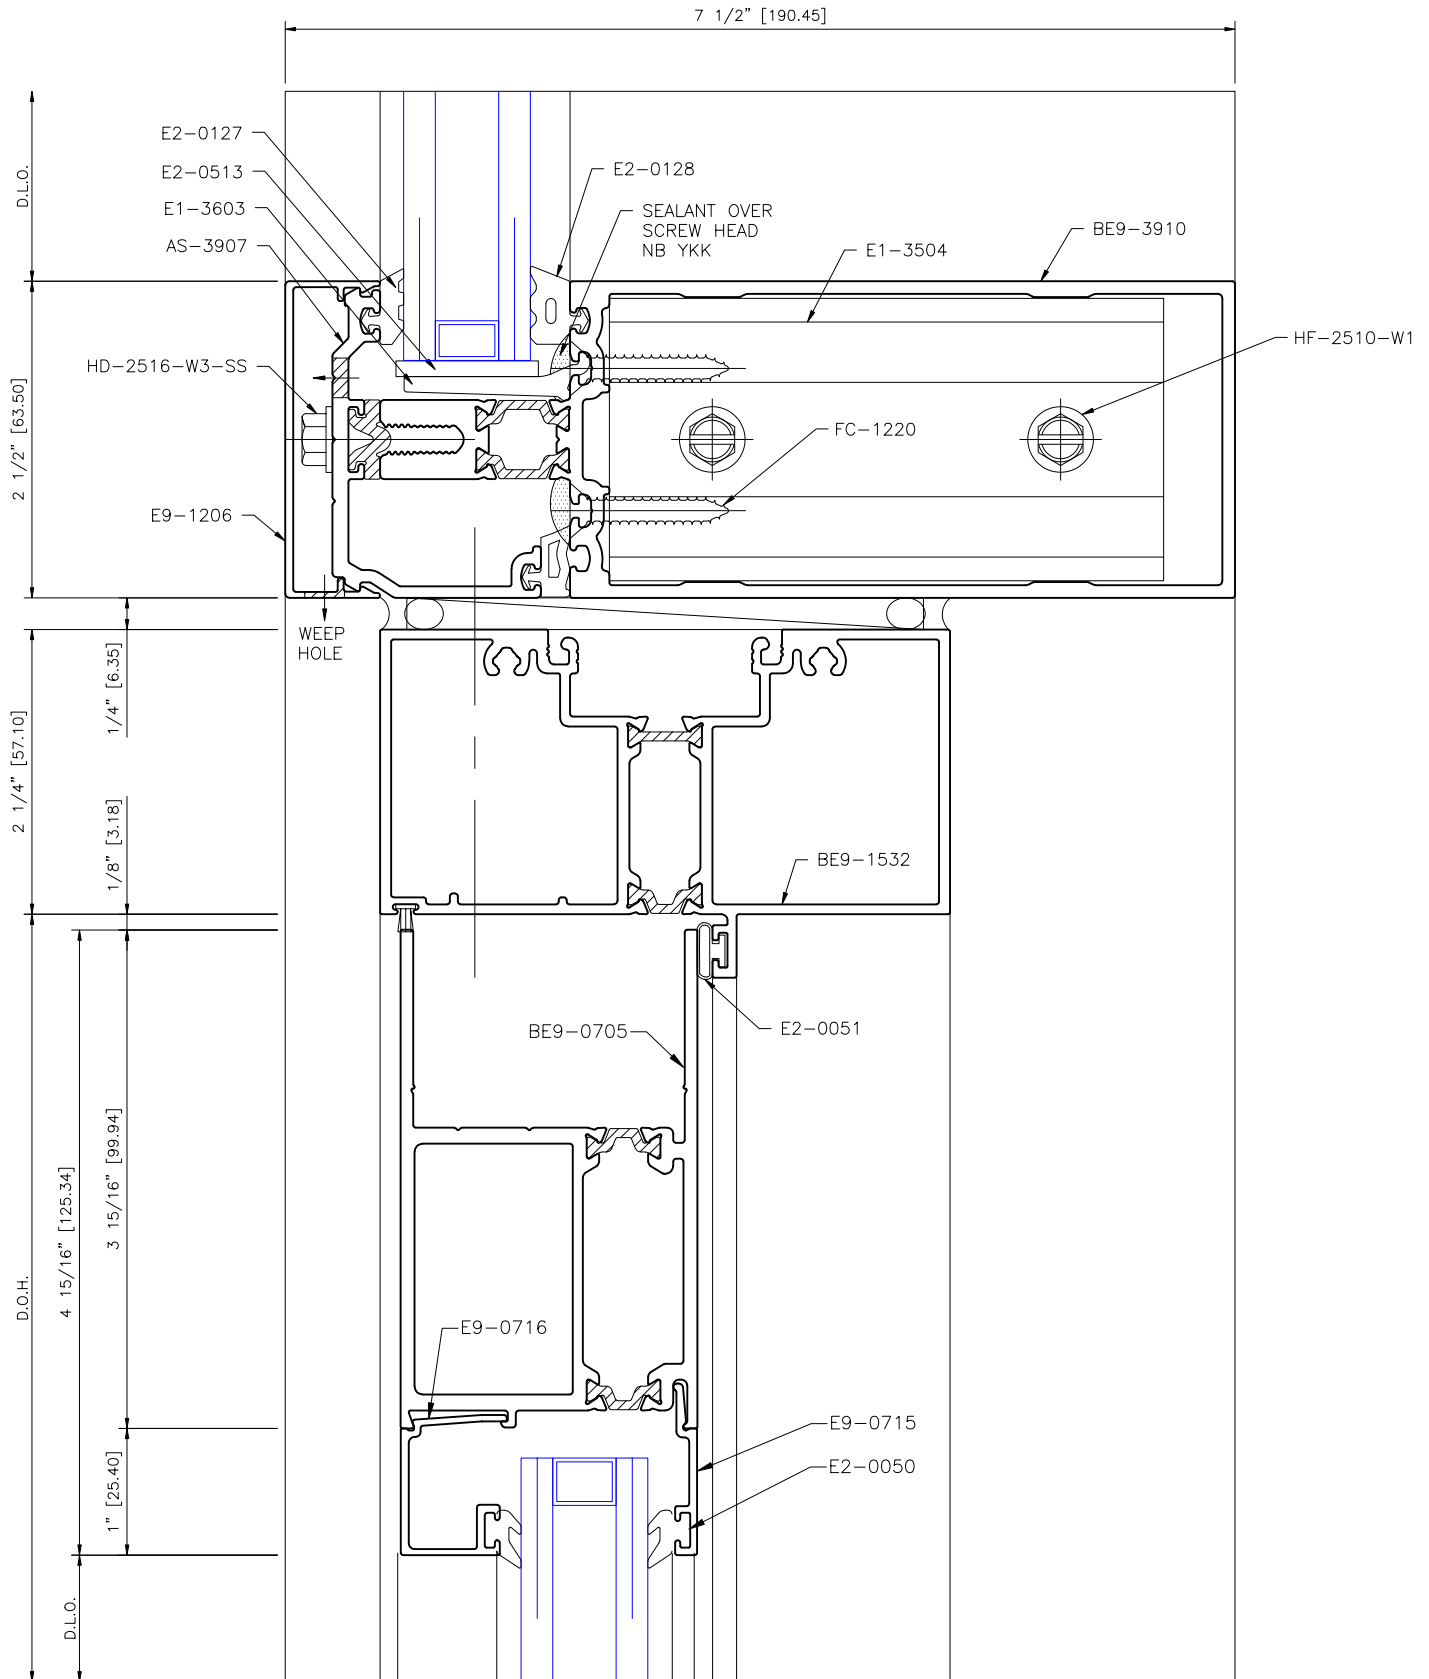 7 1/2” [190.45]
D.L.O.
E2-0127
E2-0513
E1-3603
AS-3907
E2-0128
SEALANT OVER
SCREW HEAD
NB YKK
E1-3504
BE9-3910
HD-2516-W3-SS
HF-2510-W1
FC-1220
2 1/2” [63.50]
E9-1206
WEEP
HOLE
1/4” [6.35]
2 1/4” [57.10]
1/8” [3.18]
BE9-1532
BE9-0705
E2-0051
3 15/16” [99.94]
4 15/16” [125.34]
D.O.H.
E9-0716
E9-0715
E2-0050
1” [25.40]
D.L.O.